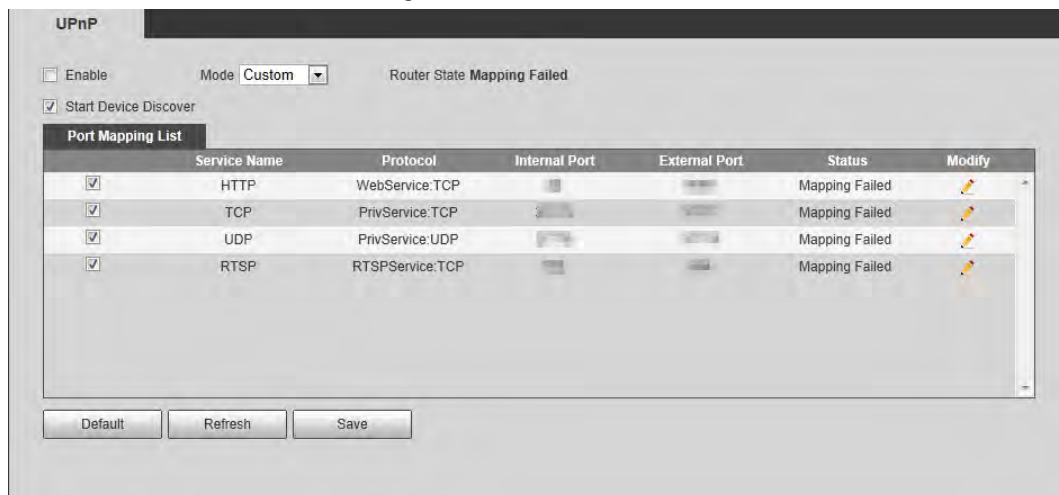 UPnP
Enable Mode Custom Router State Mapping Failed
Start Device Discover
Port Mapping List
Service Name Protocol Internal Port External Port Status Modify
HTTP WebService:TCP Mapping Failed
TCP PrivService:TCP Mapping Failed
UDP PrivService:UDP Mapping Failed
RTSP RTSPService:TCP Mapping Failed
Default Refresh Save